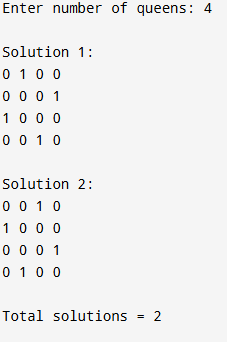 Enter number of queens: 4
Solution 1:
0 1 0 0
0 0 0 1
1 0 0 0
0 0 1 0
Solution 2:
0 0 1 0
1 0 0 0
0 0 0 1
0 1 0 0
Total solutions = 2